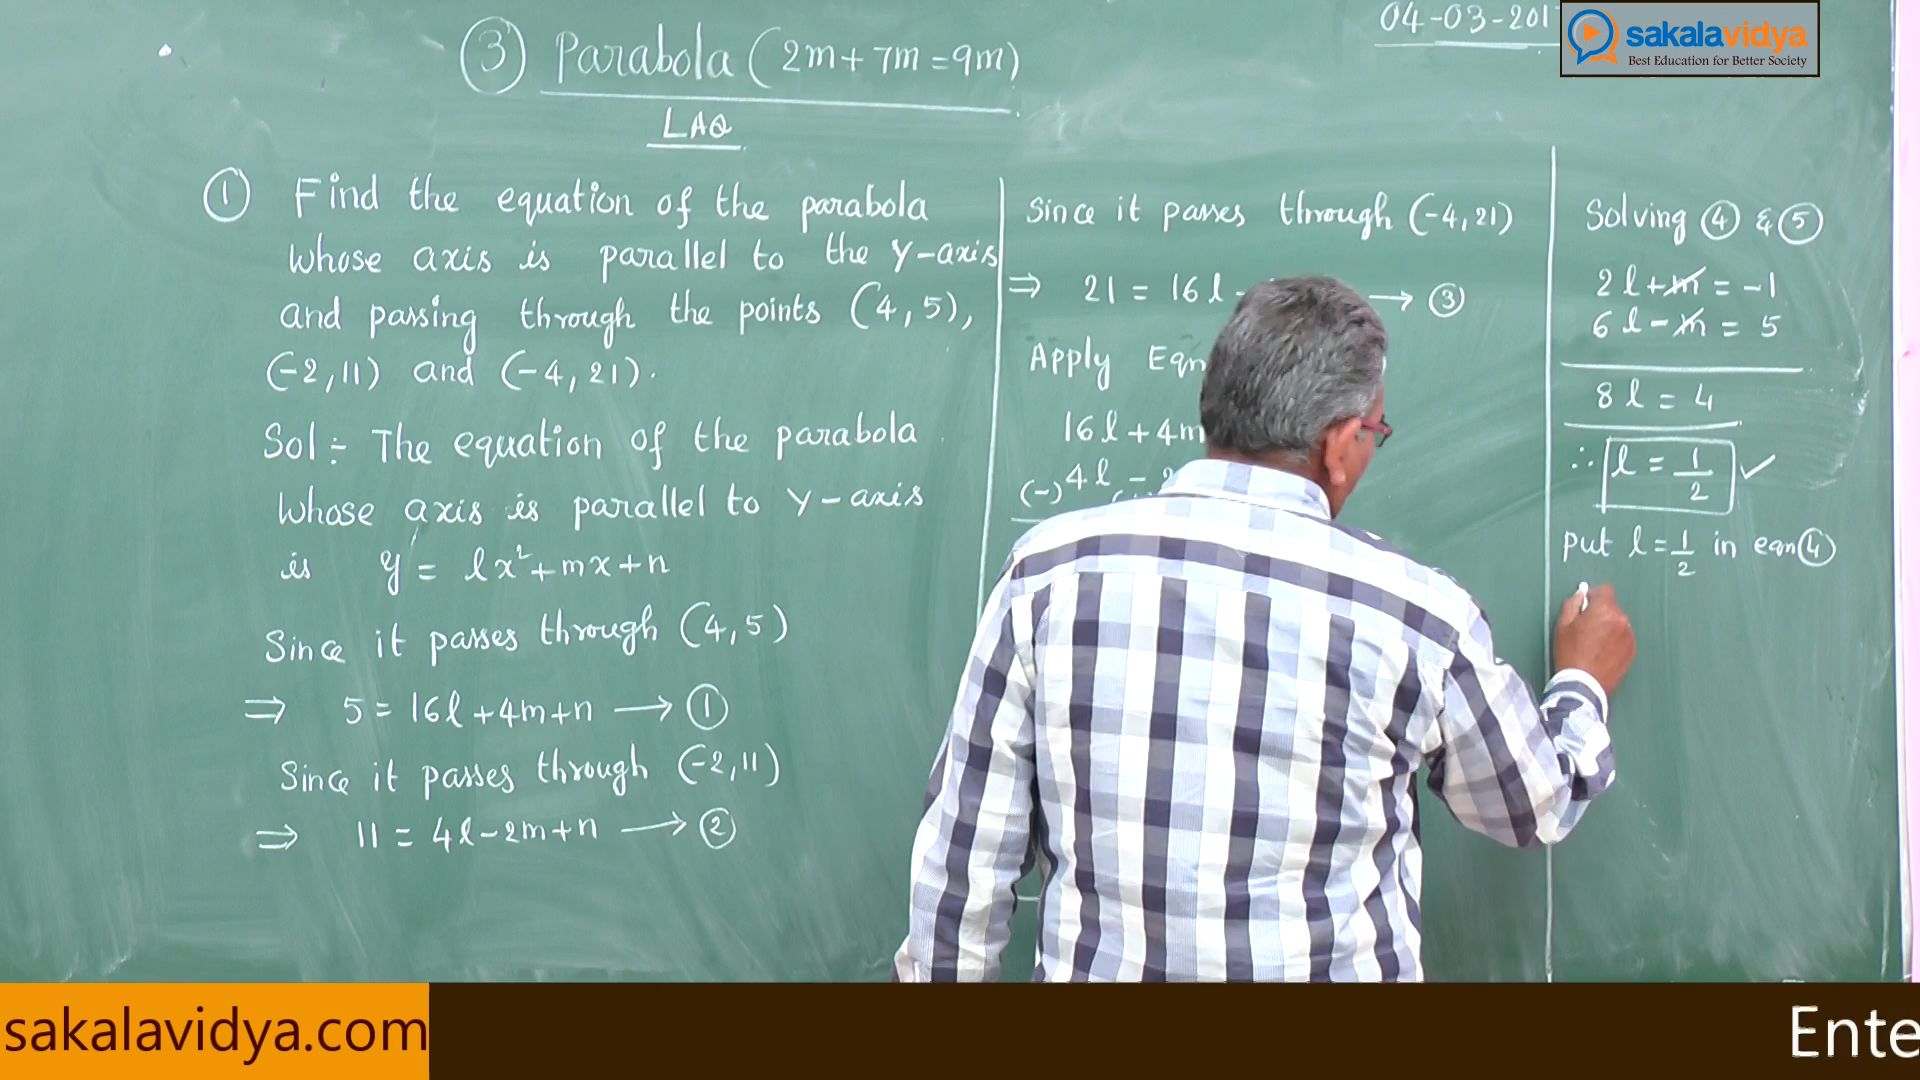 04-03-201
sakalavidya
Best Education for Better Society
③ Parabola (2m+7m=9m)
LAQ
① Find the equation of the parabola
whose axis is parallel to the y-axis
and passing through the points (4,5),
(-2,11) and (-4,21).
Sol:- The equation of the parabola
whose axis is parallel to y-axis
is y = lx²+mx+n
Since it passes through (4,5)
⇒ 5=16l+4m+n → ①
Since it passes through (-2,11)
⇒ 11 = 4l-2m+n → ②
Since it passes through (-4,21)
⇒ 21 = 16l- → ③
Apply Eqn
16l+4m
(-)4l-
Solving ④ & ⑤
2l+m=-1
6l-m=5
8l=4
∴ l=1/2 ✓
put l=1/2 in eqn④
sakalavidya.com
Ente